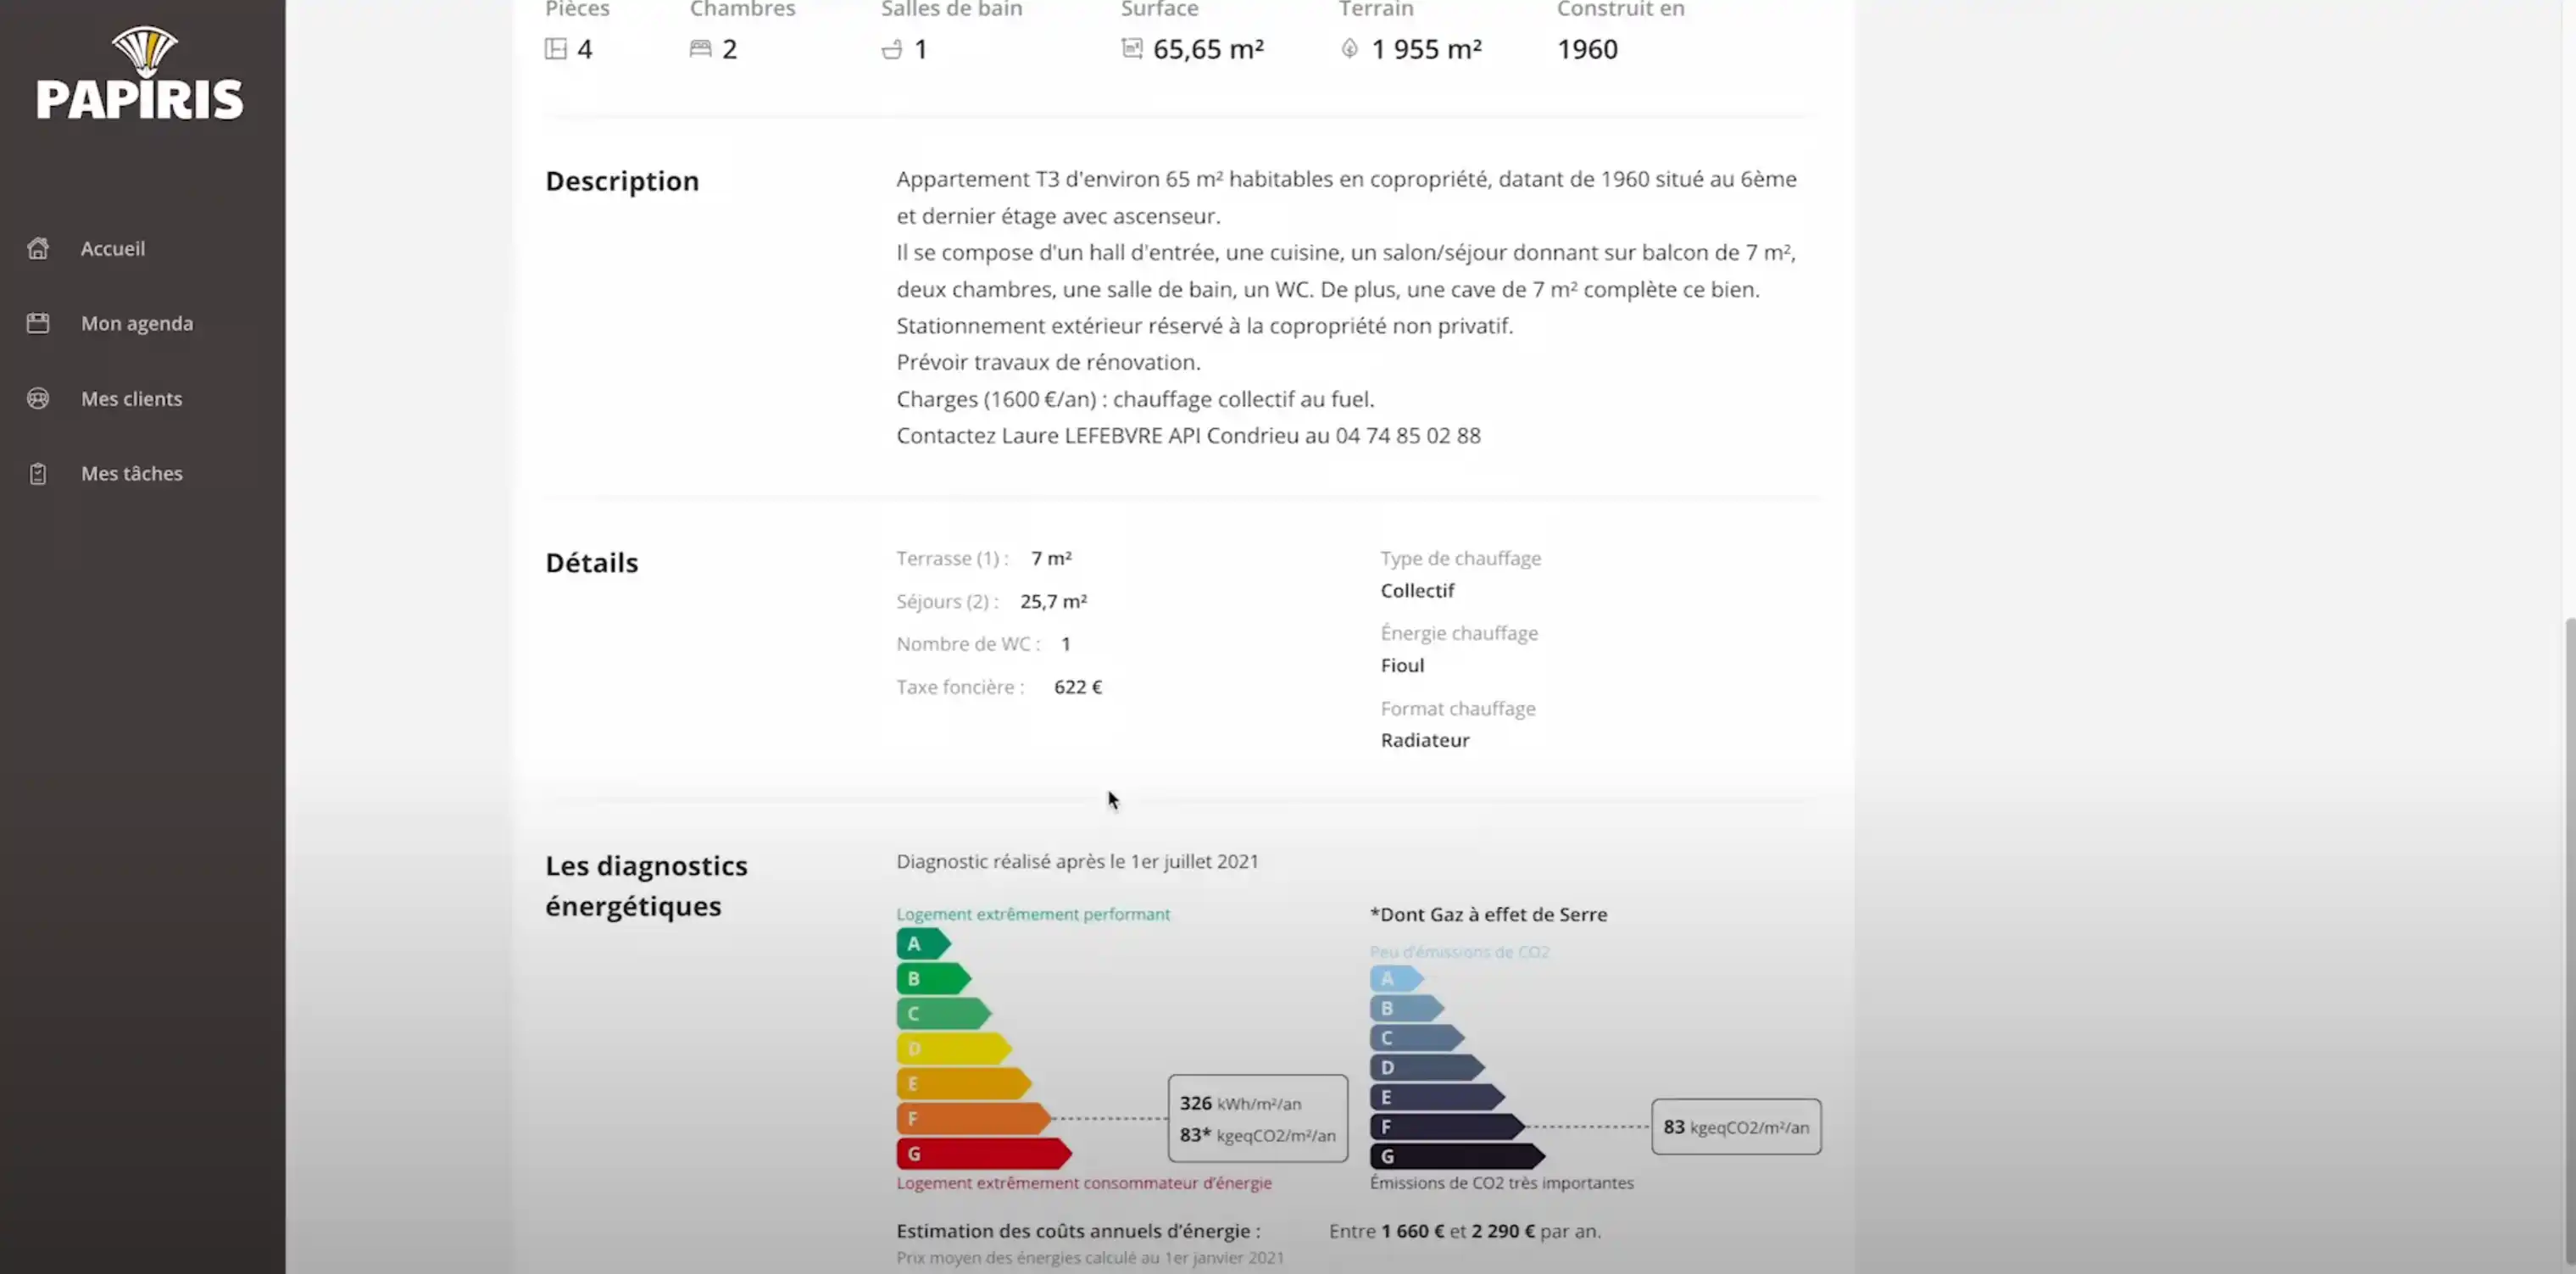 PAPIRIS
Accueil
Mon agenda
Mes clients
Mes tâches
Pièces
4
Chambres
2
Salles de bain
1
Surface
65,65 m²
Terrain
1 955 m²
Construit en
1960
Description
Appartement T3 d'environ 65 m² habitables en copropriété, datant de 1960 situé au 6ème
et dernier étage avec ascenseur.
Il se compose d'un hall d'entrée, une cuisine, un salon/séjour donnant sur balcon de 7 m²,
deux chambres, une salle de bain, un WC. De plus, une cave de 7 m² complète ce bien.
Stationnement extérieur réservé à la copropriété non privatif.
Prévoir travaux de rénovation.
Charges (1600 €/an) : chauffage collectif au fuel.
Contactez Laure LEFEBVRE API Condrieu au 04 74 85 02 88
Détails
Terrasse (1) : 7 m²
Séjours (2) : 25,7 m²
Nombre de WC : 1
Taxe foncière : 622 €
Type de chauffage
Collectif
Énergie chauffage
Fioul
Format chauffage
Radiateur
Les diagnostics
énergétiques
Diagnostic réalisé après le 1er juillet 2021
Logement extrêmement performant
A
B
C
D
E
F
G
326 kWh/m²/an
83* kgeqCO2/m²/an
Logement extrêmement consommateur d'énergie
*Dont Gaz à effet de Serre
Peu d'émissions de CO2
A
B
C
D
E
F
G
83 kgeqCO2/m²/an
Émissions de CO2 très importantes
Estimation des coûts annuels d'énergie : Entre 1 660 € et 2 290 € par an.
Prix moyen des énergies calculé au 1er janvier 2021